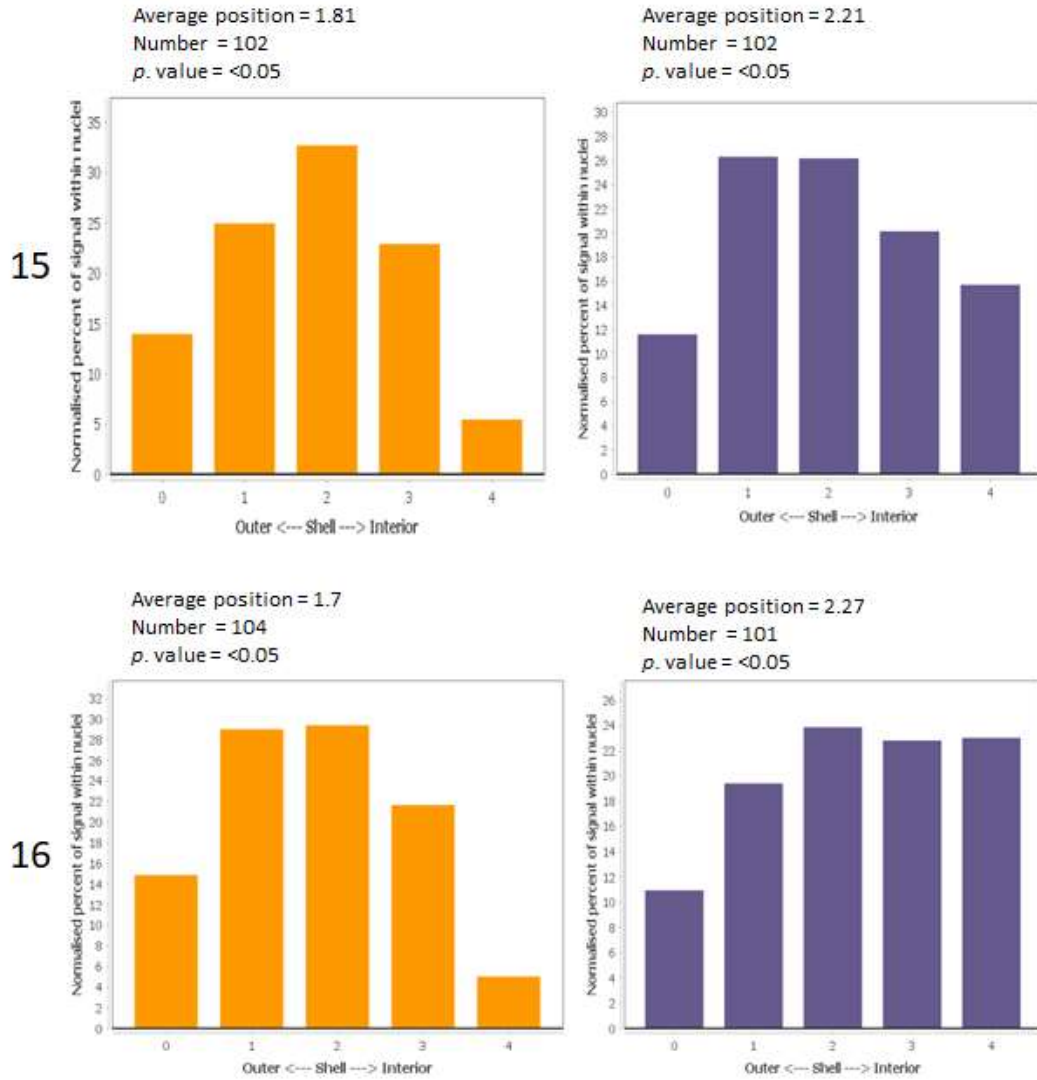 Average position = 1.81
Number = 102
p. value = <0.05
Average position = 2.21
Number = 102
p. value = <0.05
15
Normalised percent of signal within nuclei
35
30
25
20
15
10
5
0
0 1 2 3 4
Outer <--- Shell ---> Interior
Normalised percent of signal within nuclei
30
28
26
24
22
20
18
16
14
12
10
8
6
4
2
0
0 1 2 3 4
Outer <--- Shell ---> Interior
Average position = 1.7
Number = 104
p. value = <0.05
Average position = 2.27
Number = 101
p. value = <0.05
16
Normalised percent of signal within nuclei
32
30
28
26
24
22
20
18
16
14
12
10
8
6
4
2
0
0 1 2 3 4
Outer <--- Shell ---> Interior
Normalised percent of signal within nuclei
26
24
22
20
18
16
14
12
10
8
6
4
2
0
0 1 2 3 4
Outer <--- Shell ---> Interior